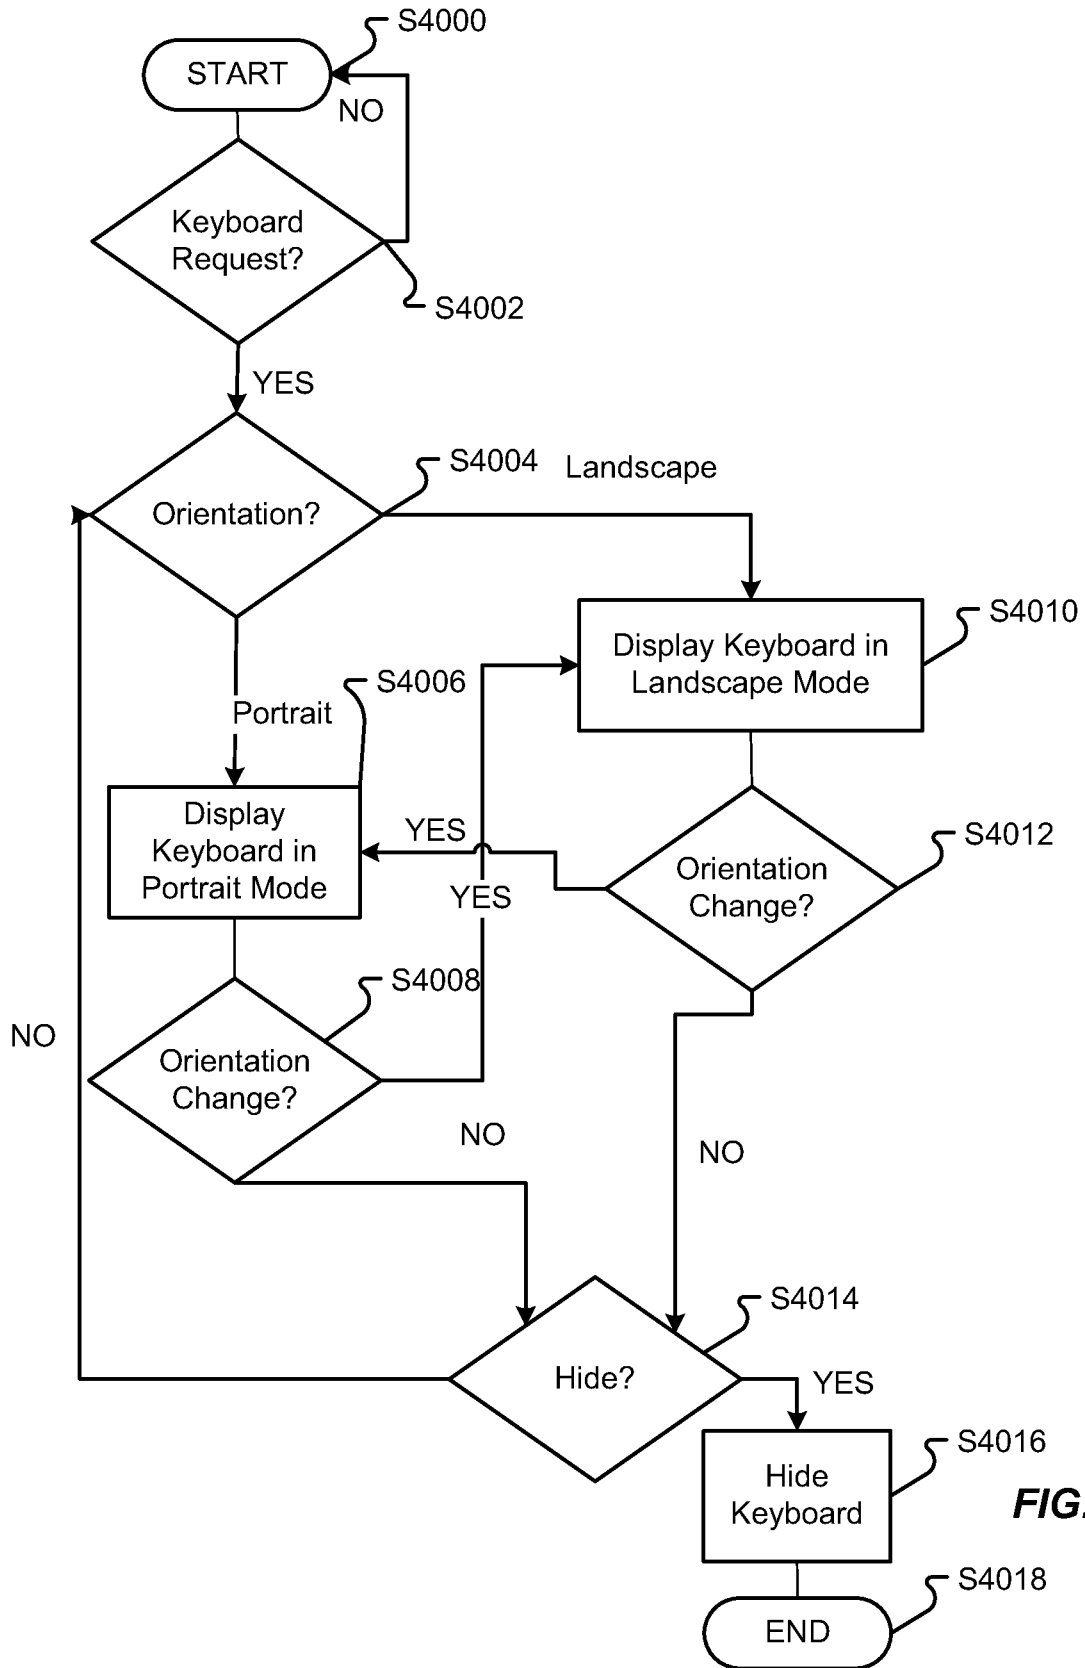 S4000
START
NO
Keyboard
Request?
S4002
YES
S4004
Landscape
Orientation?
S4010
Display Keyboard in
Landscape Mode
S4006
Portrait
Display
Keyboard in
Portrait Mode
YES
S4012
Orientation
Change?
YES
S4008
NO
Orientation
Change?
NO
NO
S4014
Hide?
YES
S4016
Hide
Keyboard
FIG.
S4018
END